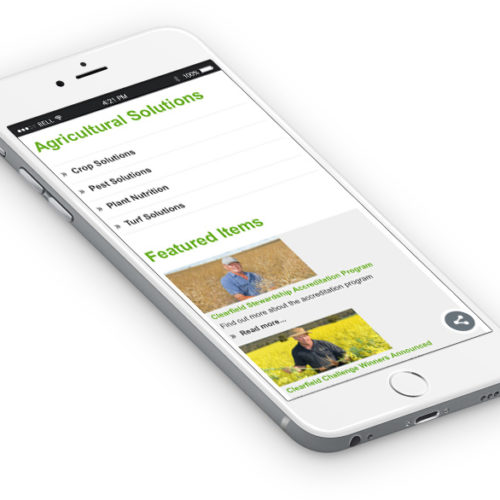 BELL 4:21 PM 100%
Agricultural Solutions
» Crop Solutions
» Pest Solutions
» Plant Nutrition
» Turf Solutions
Featured Items
Clearfield Stewardship Accreditation Program
Find out more about the accreditation program
» Read more...
Clearfield Challenge Winners Announced